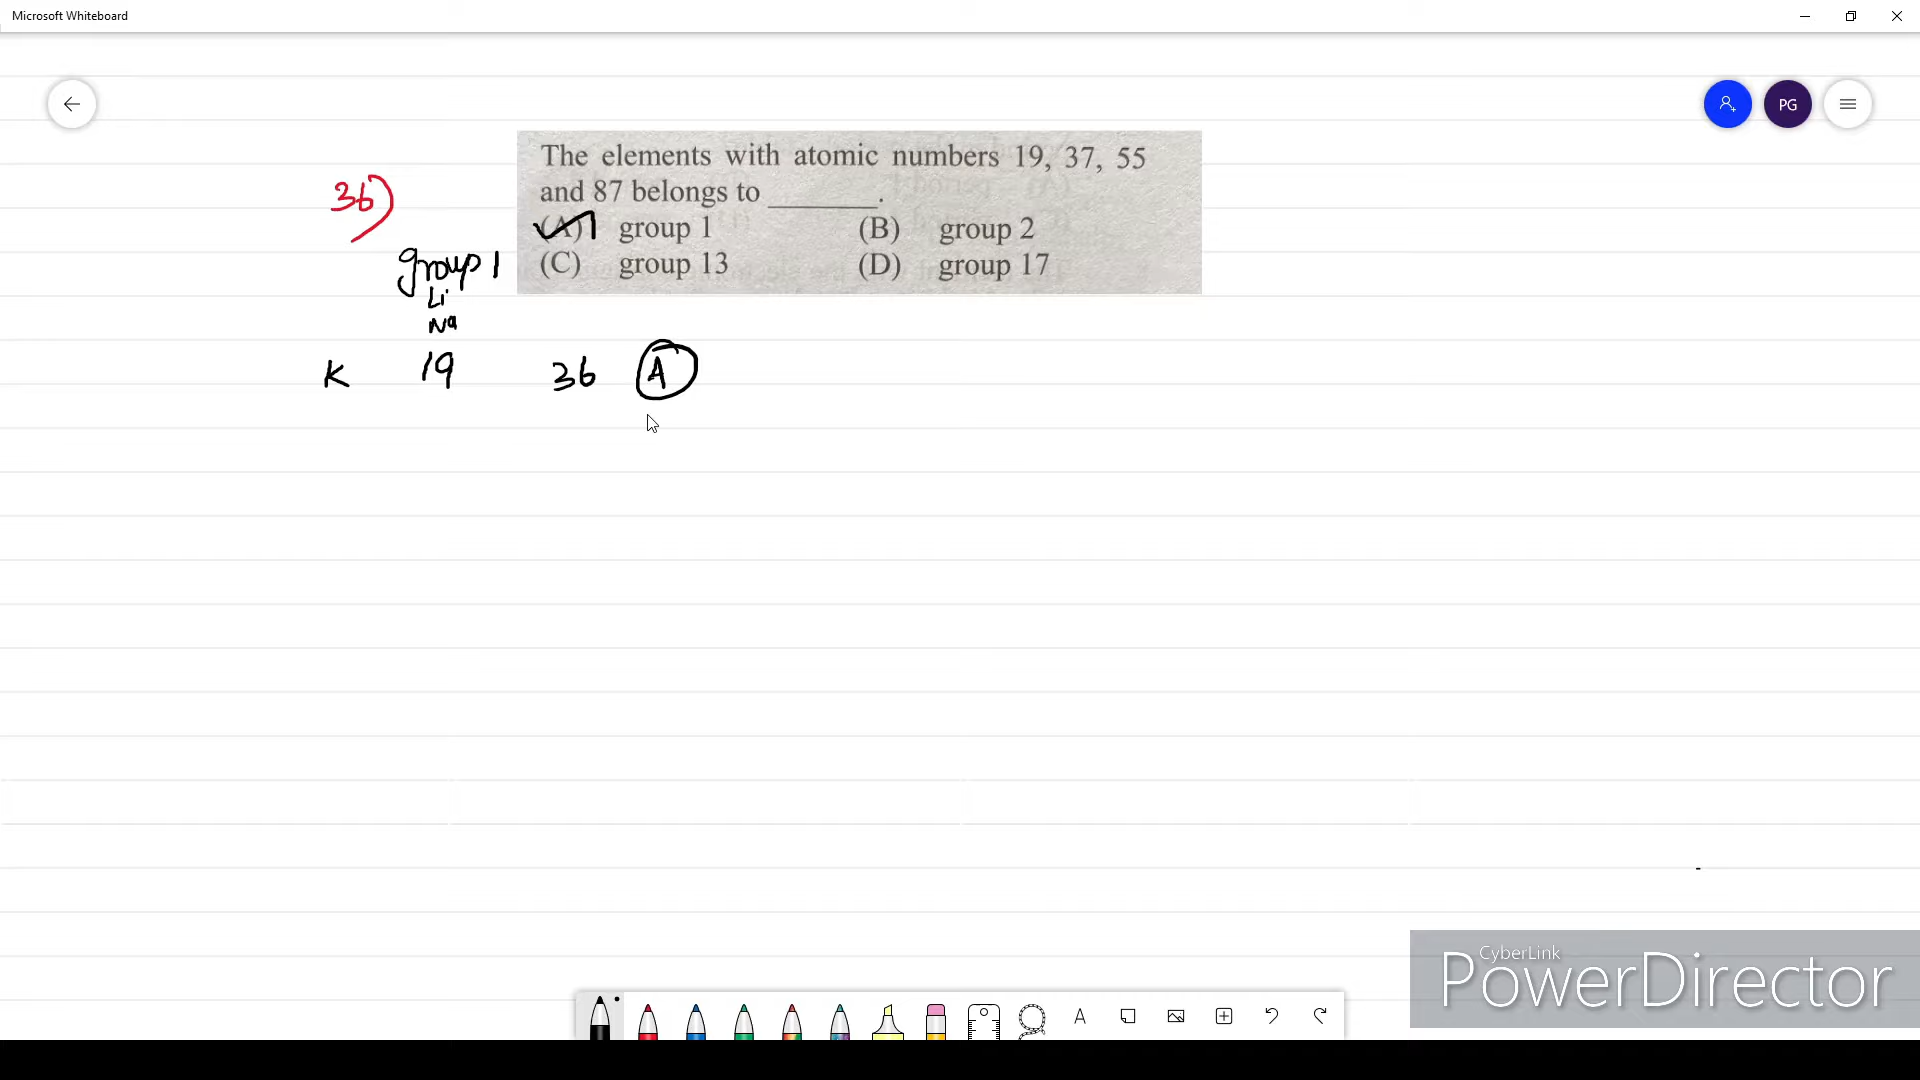 Microsoft Whiteboard
PG
36)
The elements with atomic numbers 19, 37, 55
and 87 belongs to ________.
(A) group 1 (B) group 2
(C) group 13 (D) group 17
group 1
Li
Na
K 19 36 A
A
CyberLink
PowerDirector